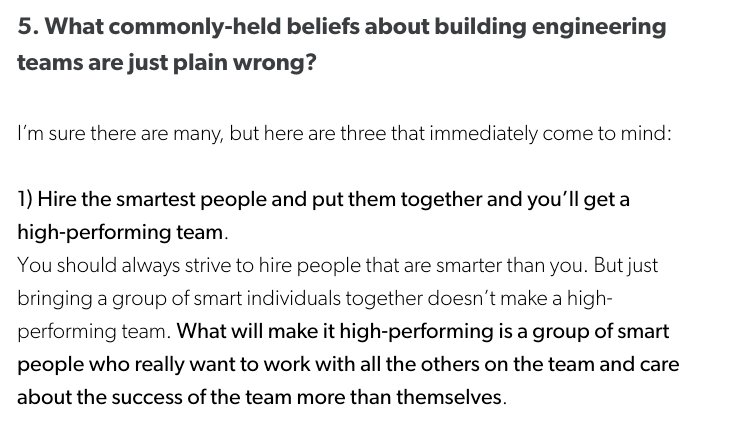 5. What commonly-held beliefs about building engineering
teams are just plain wrong?
I’m sure there are many, but here are three that immediately come to mind:
1) Hire the smartest people and put them together and you’ll get a
high-performing team.
You should always strive to hire people that are smarter than you. But just
bringing a group of smart individuals together doesn’t make a high-
performing team. What will make it high-performing is a group of smart
people who really want to work with all the others on the team and care
about the success of the team more than themselves.